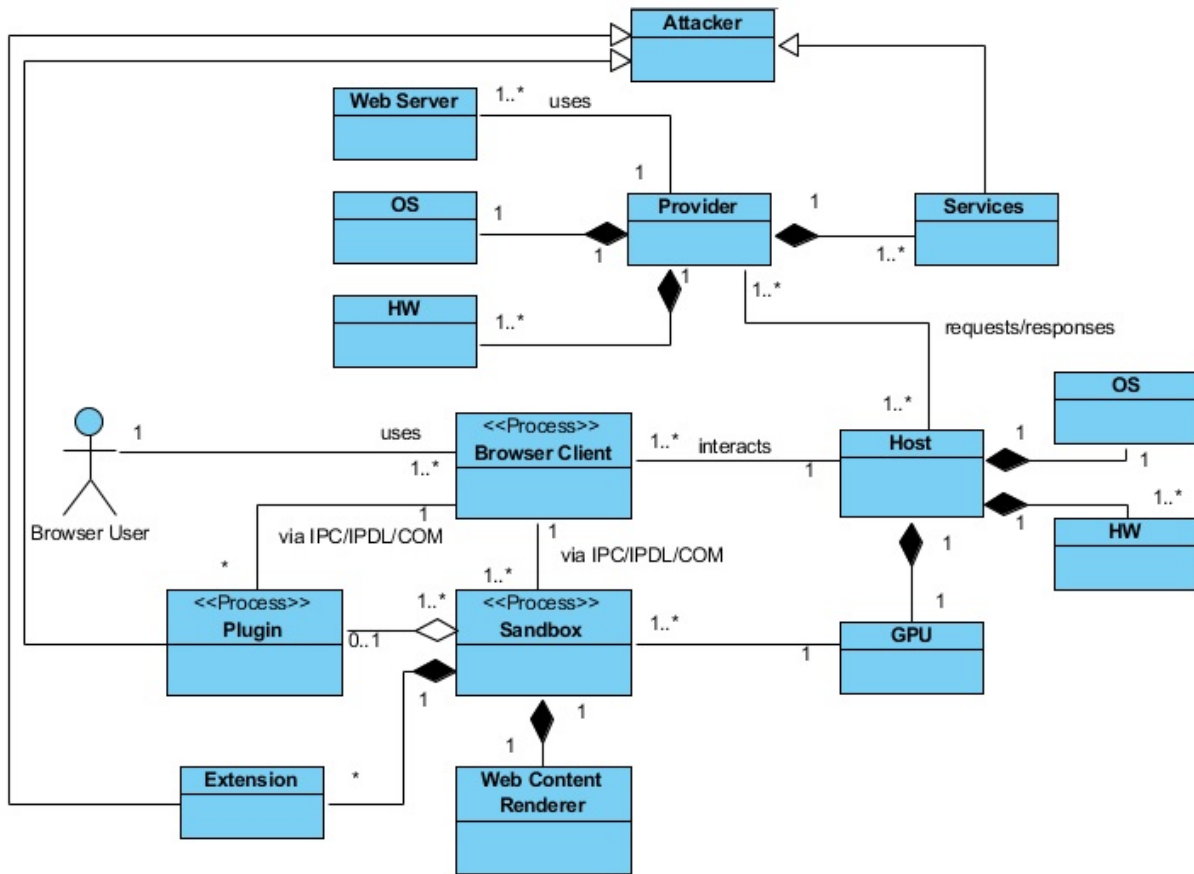 Attacker
Web Server
1..*
uses
1
OS
1
1
Provider
1
1..*
Services
HW
1..*
1
1..*
requests/responses
1..*
OS
Browser User
1
uses
1..*
<<Process>>
Browser Client
1..*
interacts
1
Host
1
1
1
1..*
HW
1
via IPC/IPDL/COM
*
1
via IPC/IPDL/COM
1..*
1
1
<<Process>>
Plugin
1..*
0..1
<<Process>>
Sandbox
1..*
1
GPU
1
*
Extension
1
1
Web Content
Renderer